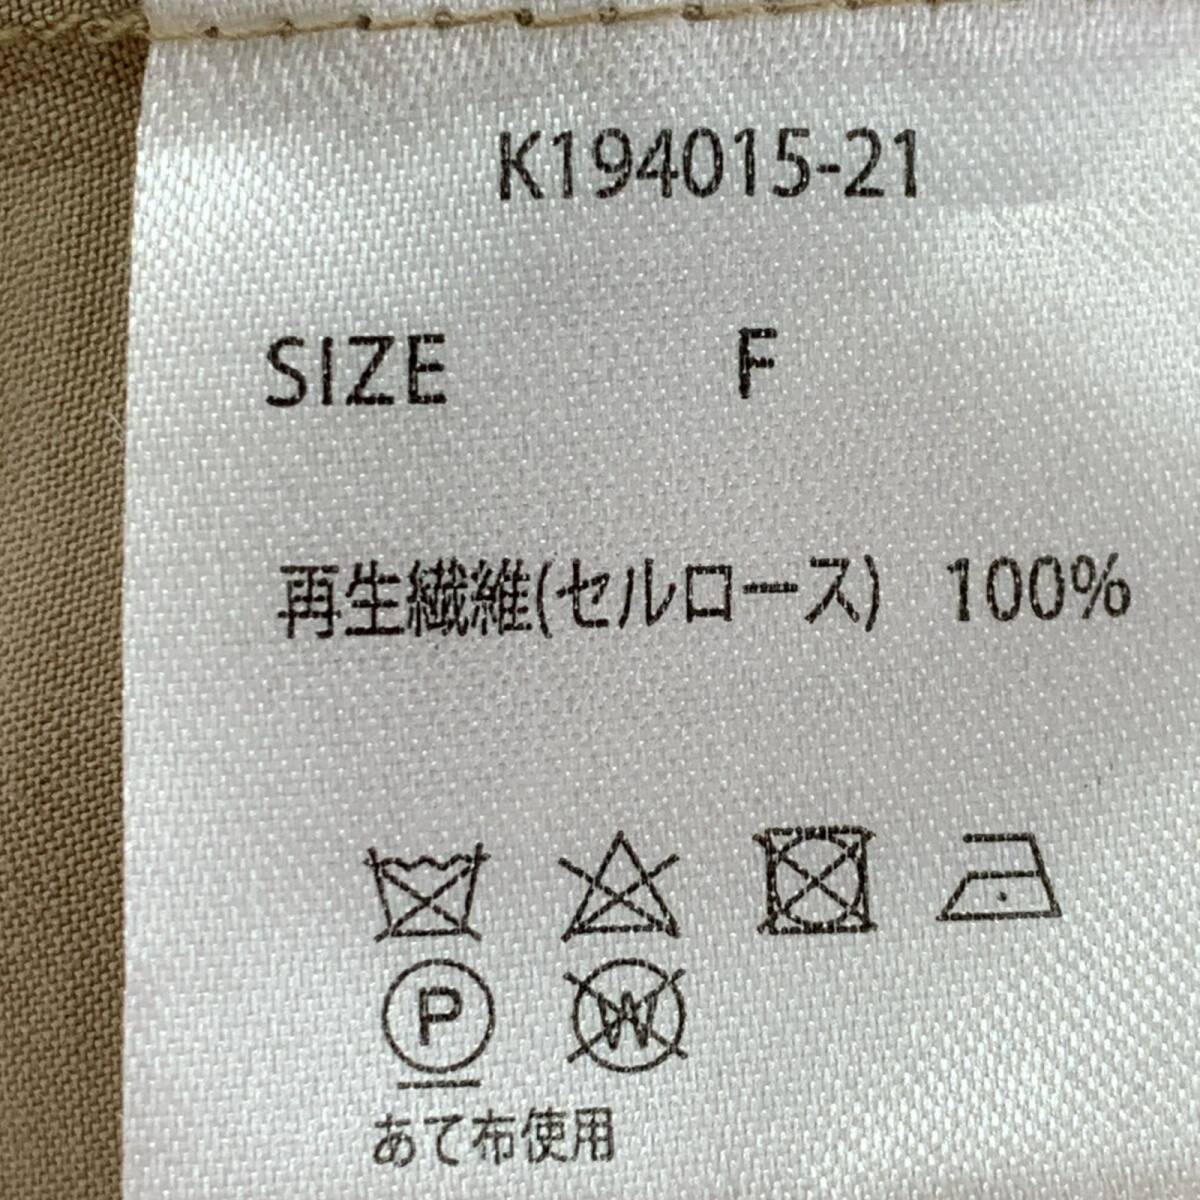 K194015-21
SIZE F
再生繊維(セルロース) 100%
P W
あて布使用